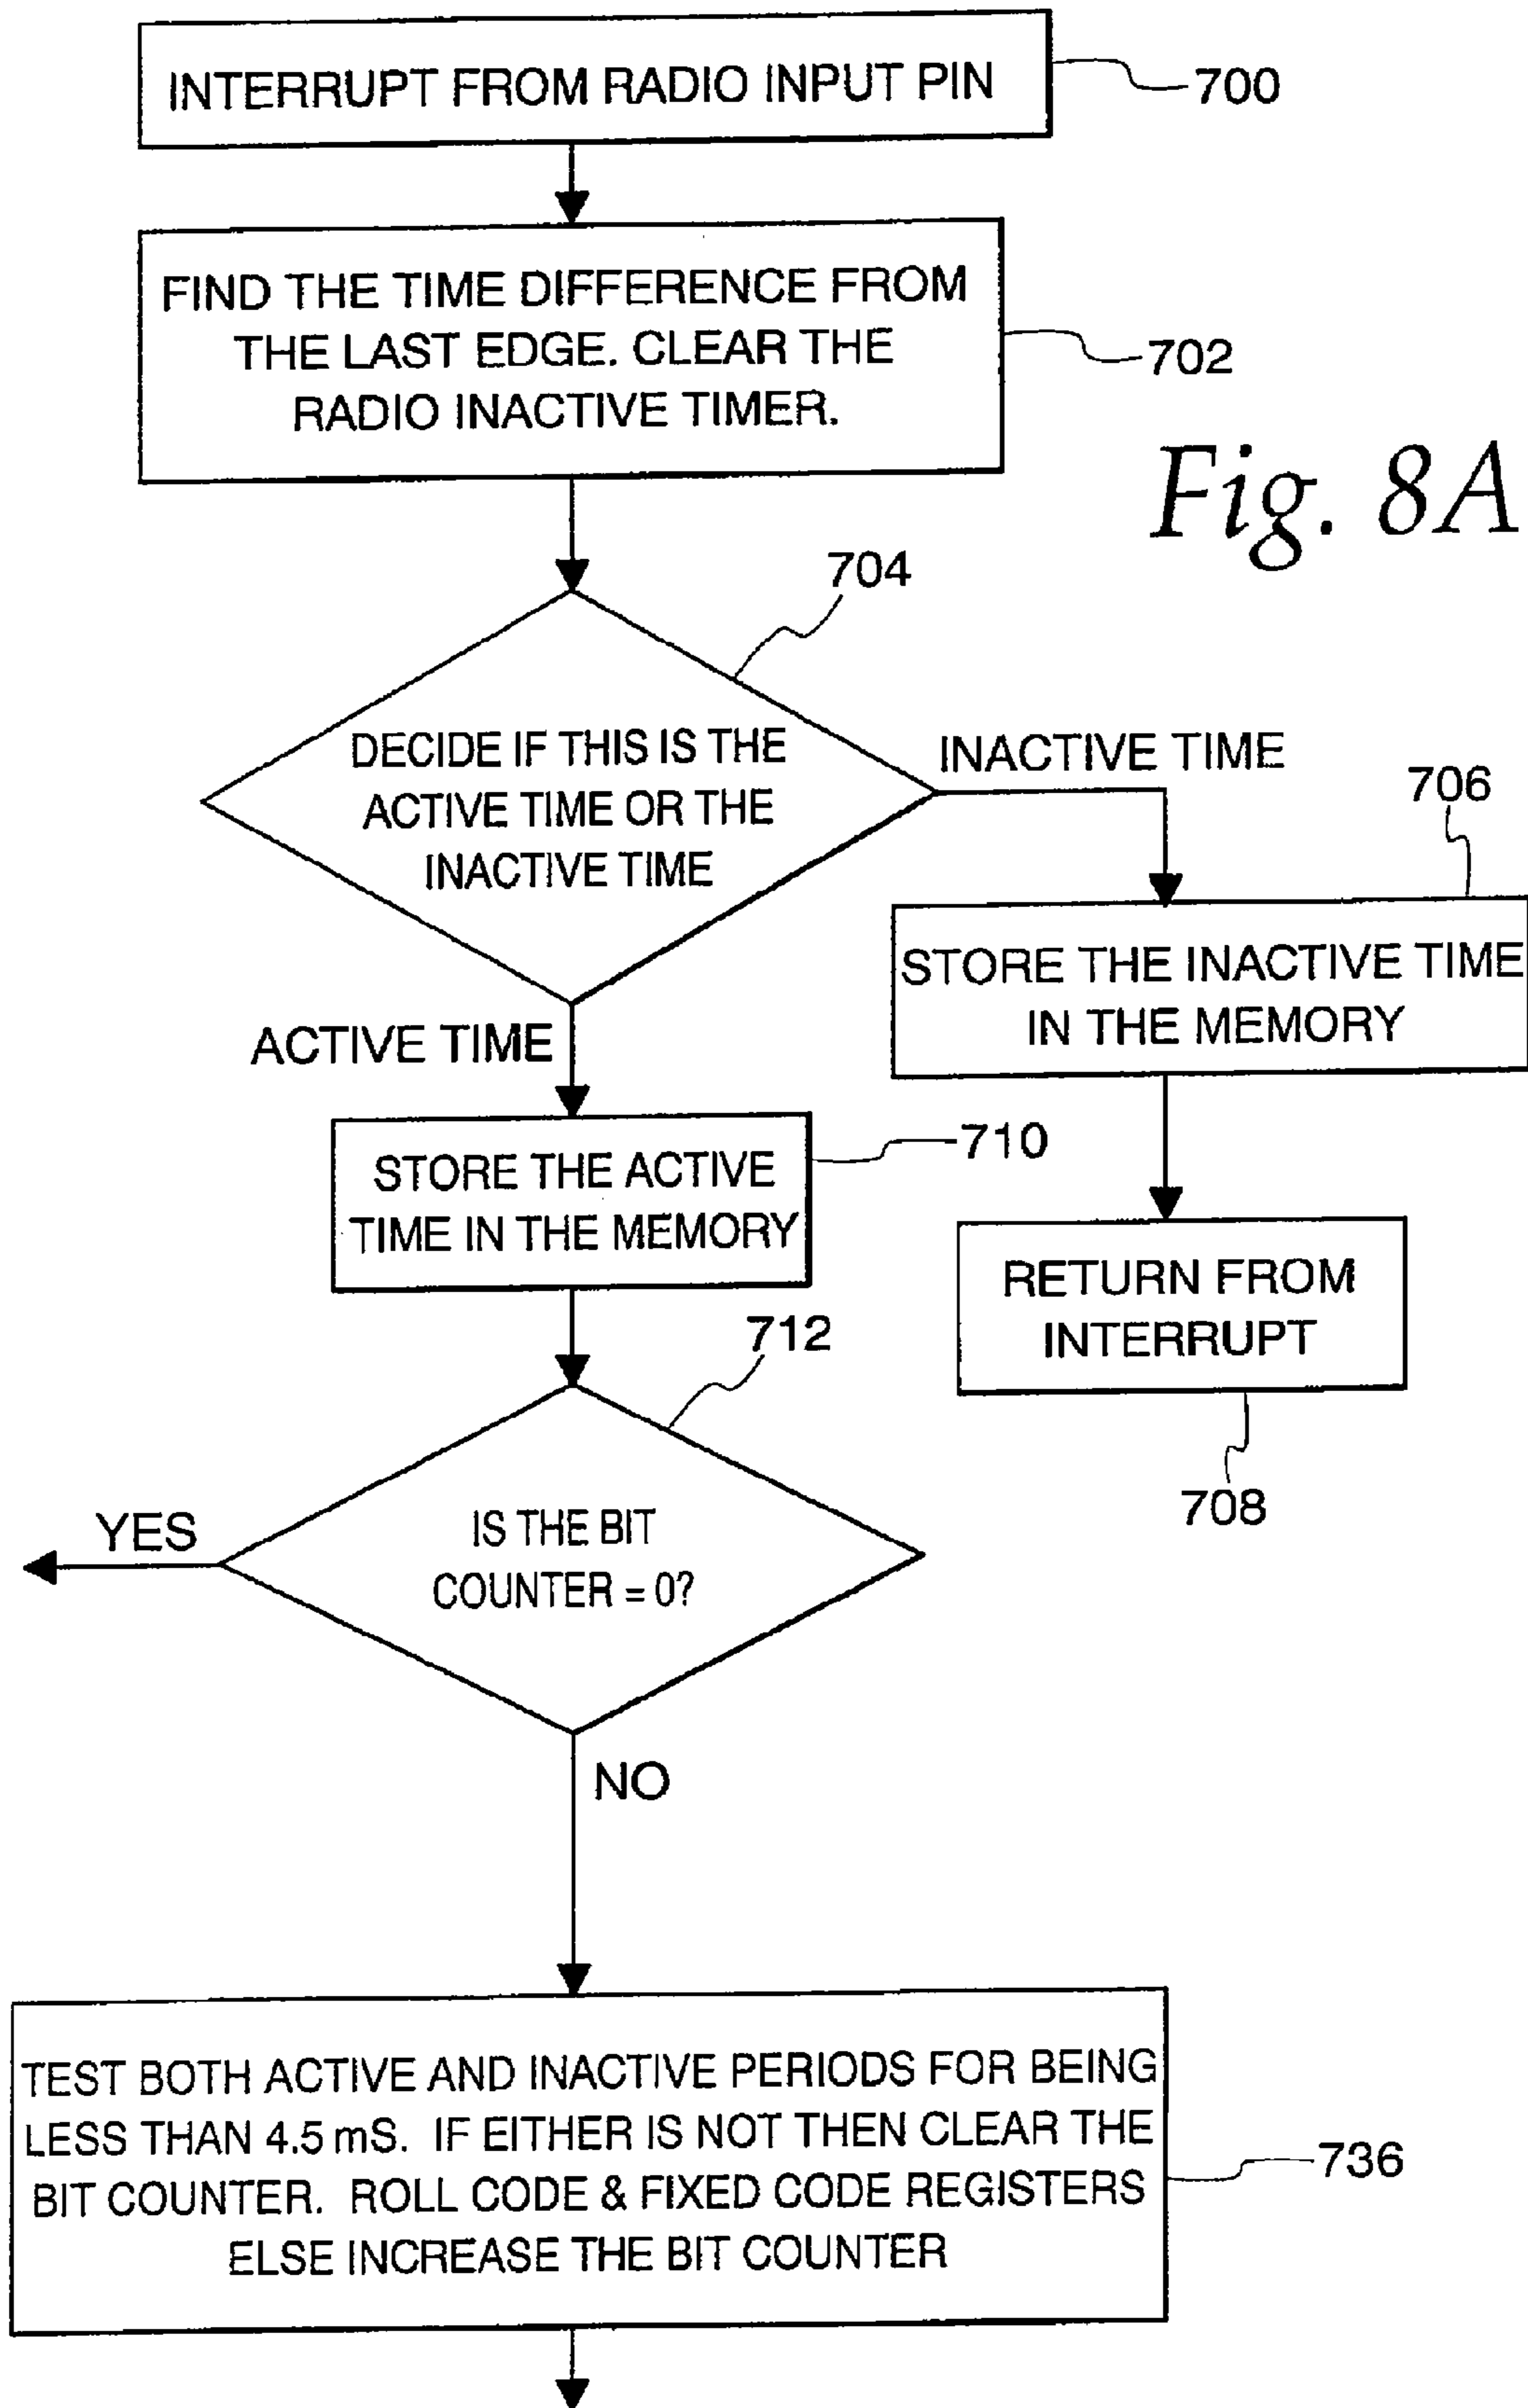 INTERRUPT FROM RADIO INPUT PIN
700
FIND THE TIME DIFFERENCE FROM
THE LAST EDGE. CLEAR THE
RADIO INACTIVE TIMER.
702
Fig. 8A
704
DECIDE IF THIS IS THE
ACTIVE TIME OR THE
INACTIVE TIME
INACTIVE TIME
706
STORE THE INACTIVE TIME
IN THE MEMORY
ACTIVE TIME
710
STORE THE ACTIVE
TIME IN THE MEMORY
RETURN FROM
INTERRUPT
708
712
IS THE BIT
COUNTER = 0?
YES
NO
TEST BOTH ACTIVE AND INACTIVE PERIODS FOR BEING
LESS THAN 4.5 mS. IF EITHER IS NOT THEN CLEAR THE
BIT COUNTER. ROLL CODE & FIXED CODE REGISTERS
ELSE INCREASE THE BIT COUNTER
736